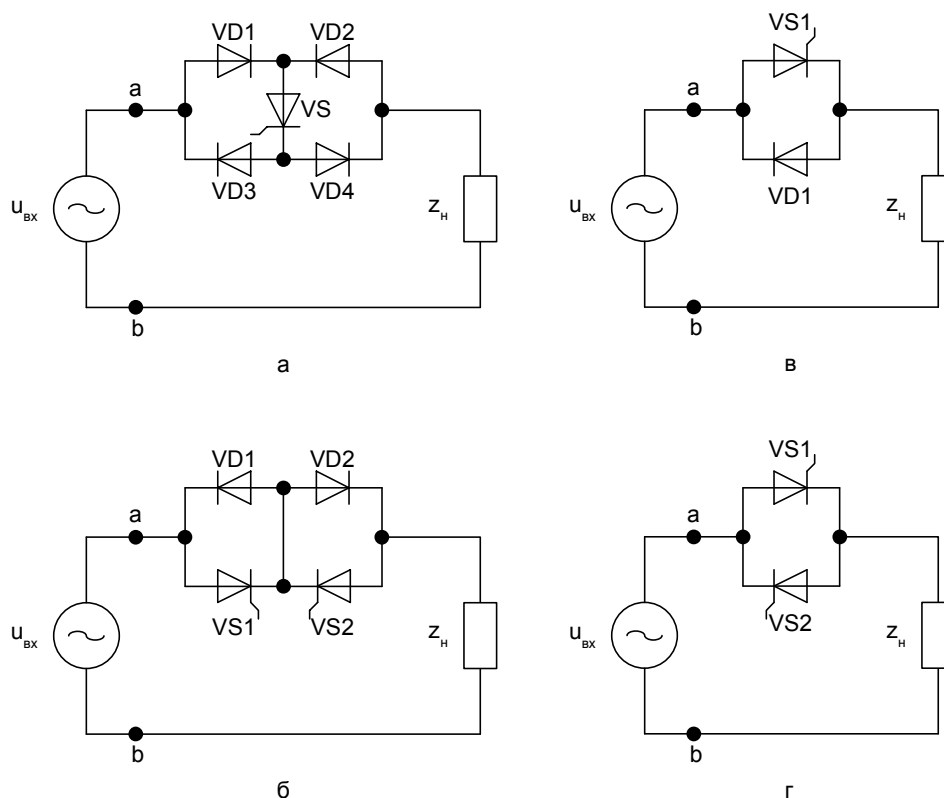 VD1 VD2
a
VS
VD3 VD4
u вх
z н
b
а
VS1
a
VD1
u вх
z н
b
в
VD1 VD2
a
VS1 VS2
u вх
z н
b
б
VS1
a
VS2
u вх
z н
b
г